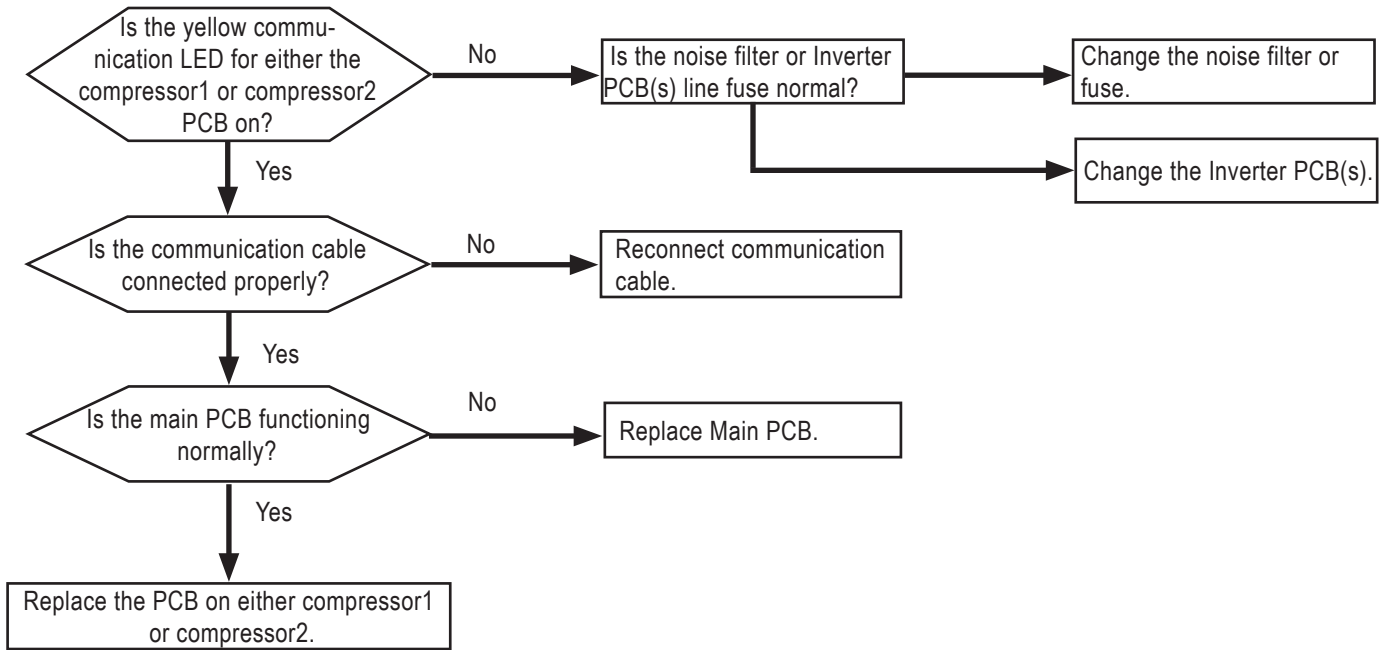 Is the yellow commu-
nication LED for either the
compressor1 or compressor2
PCB on?
No
Is the noise filter or Inverter
PCB(s) line fuse normal?
Change the noise filter or
fuse.
Change the Inverter PCB(s).
Yes
Is the communication cable
connected properly?
No
Reconnect communication
cable.
Yes
Is the main PCB functioning
normally?
No
Replace Main PCB.
Yes
Replace the PCB on either compressor1
or compressor2.